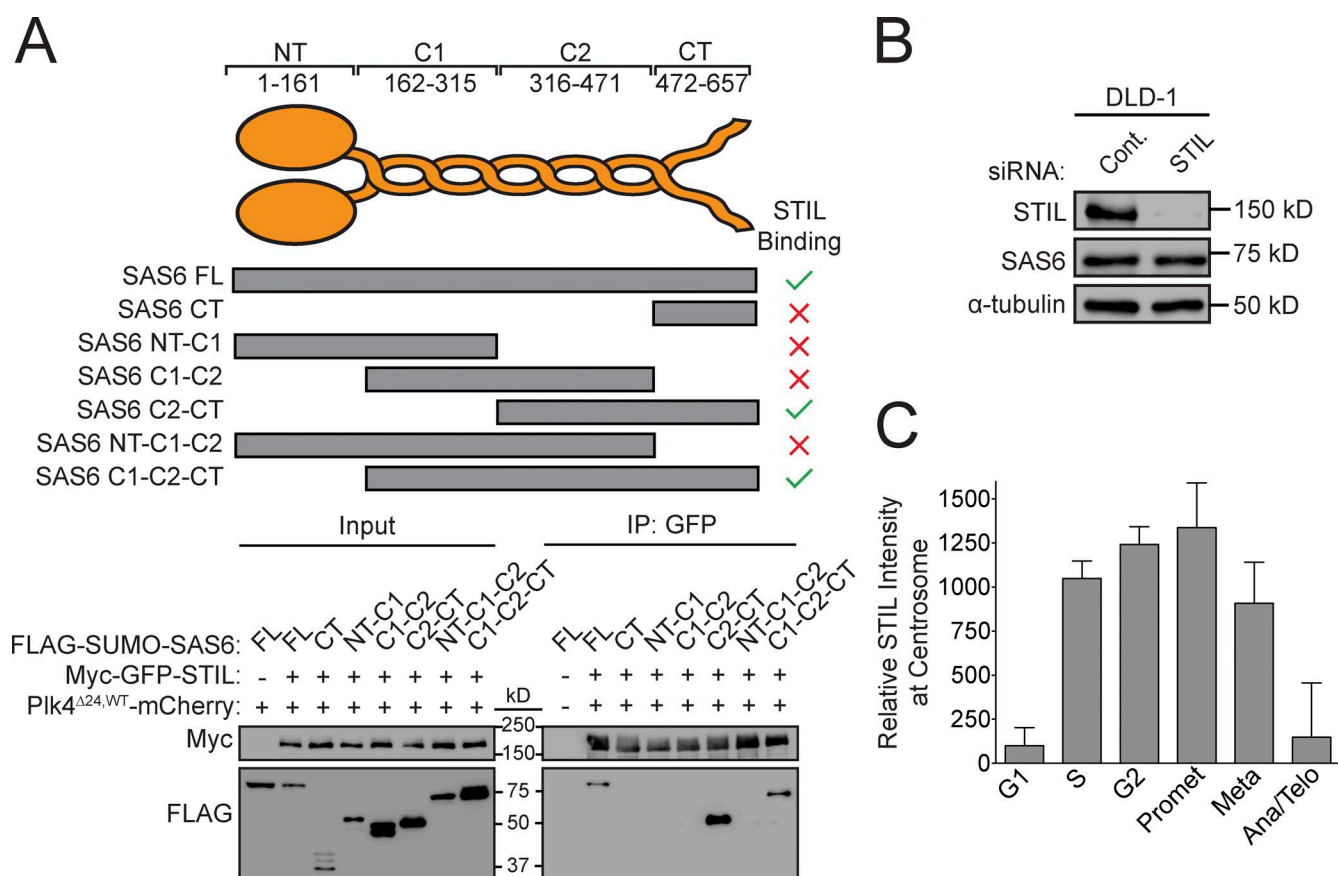 A
NT C1 C2 CT
1-161 162-315 316-471 472-657
STIL
Binding
SAS6 FL
SAS6 CT
SAS6 NT-C1
SAS6 C1-C2
SAS6 C2-CT
SAS6 NT-C1-C2
SAS6 C1-C2-CT
Input IP: GFP
FLAG-SUMO-SAS6: FL FL CT NT-C1 C1-C2 C2-CT NT-C1-C2 C1-C2-CT FL FL CT NT-C1 C1-C2 C2-CT NT-C1-C2 C1-C2-CT
Myc-GFP-STIL: - + + + + + + + - + + + + + + +
Plk4Δ24,WT-mCherry: + + + + + + + + kD - + + + + + + +
Myc 250
150
FLAG 75
50
37
B
DLD-1
siRNA: Cont. STIL
STIL 150 kD
SAS6 75 kD
α-tubulin 50 kD
C
Relative STIL Intensity
at Centrosome
1500
1250
1000
750
500
250
0
G1 S G2 Promet Meta Ana/Telo